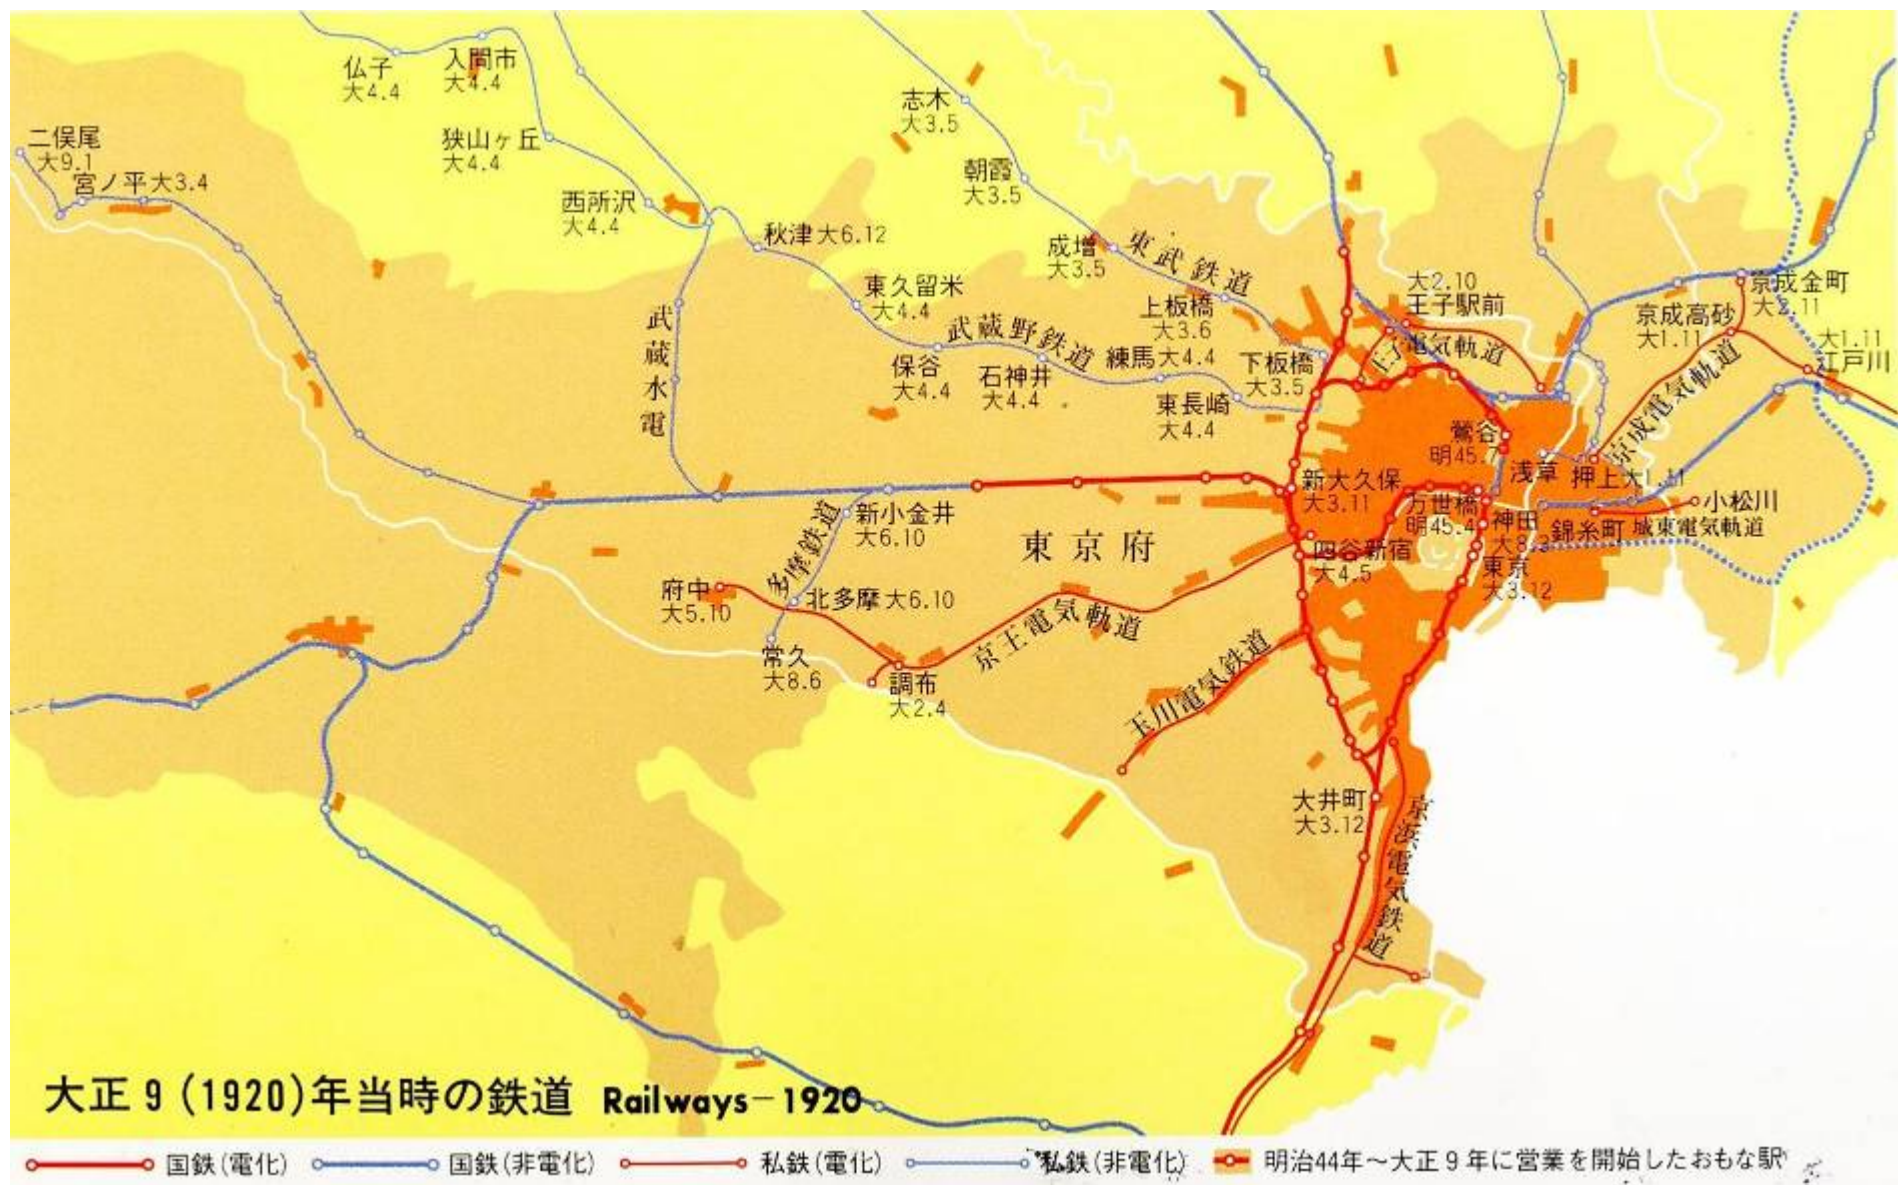 仏子
大4.4
入間市
大4.4
志木
大3.5
二俣尾
大9.1
宮ノ平大3.4
狭山ヶ丘
大4.4
朝霞
大3.5
西所沢
大4.4
秋津大6.12
成増
大3.5
東武鉄道
東久留米
大4.4
上板橋
大3.6
大2.10
王子駅前
京成金町
大2.11
京成高砂
大1.11
大1.11
江戸川
武蔵水電
武蔵野鉄道
保谷
大4.4
石神井
大4.4
練馬大4.4
下板橋
大3.5
王子電気軌道
東長崎
大4.4
京成電気軌道
鶯谷
明45.7
浅草
押上大1.11
新大久保
大3.11
万世橋
明45.4
神田
大8.3
小松川
錦糸町
城東電気軌道
新小金井
大6.10
多摩鉄道
東京府
四谷新宿
大4.5
東京
大3.12
府中
大5.10
北多摩大6.10
常久
大8.6
調布
大2.4
京王電気軌道
玉川電気鉄道
大井町
大3.12
京浜電気鉄道
大正9(1920)年当時の鉄道 Railways-1920
国鉄(電化) 国鉄(非電化) 私鉄(電化) 私鉄(非電化) 明治44年～大正9年に営業を開始したおもな駅